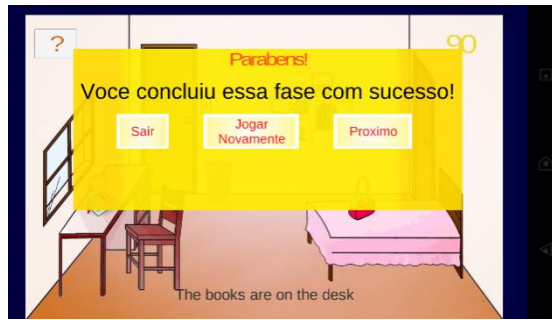 ?
90
Parabens!
Voce concluiu essa fase com sucesso!
Sair
Jogar
Novamente
Proximo
The books are on the desk